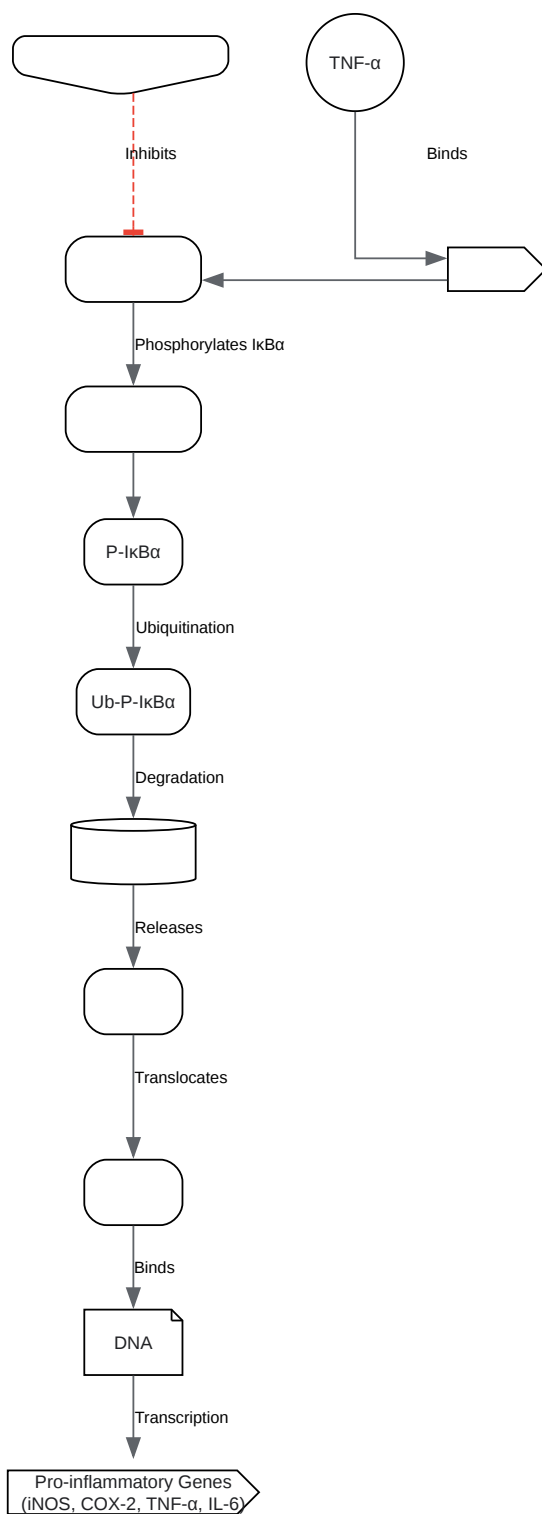 TNF-α
Inhibits
Binds
Phosphorylates IκBα
P-IκBα
Ubiquitination
Ub-P-IκBα
Degradation
Releases
Translocates
Binds
DNA
Transcription
Pro-inflammatory Genes
(iNOS, COX-2, TNF-α, IL-6)